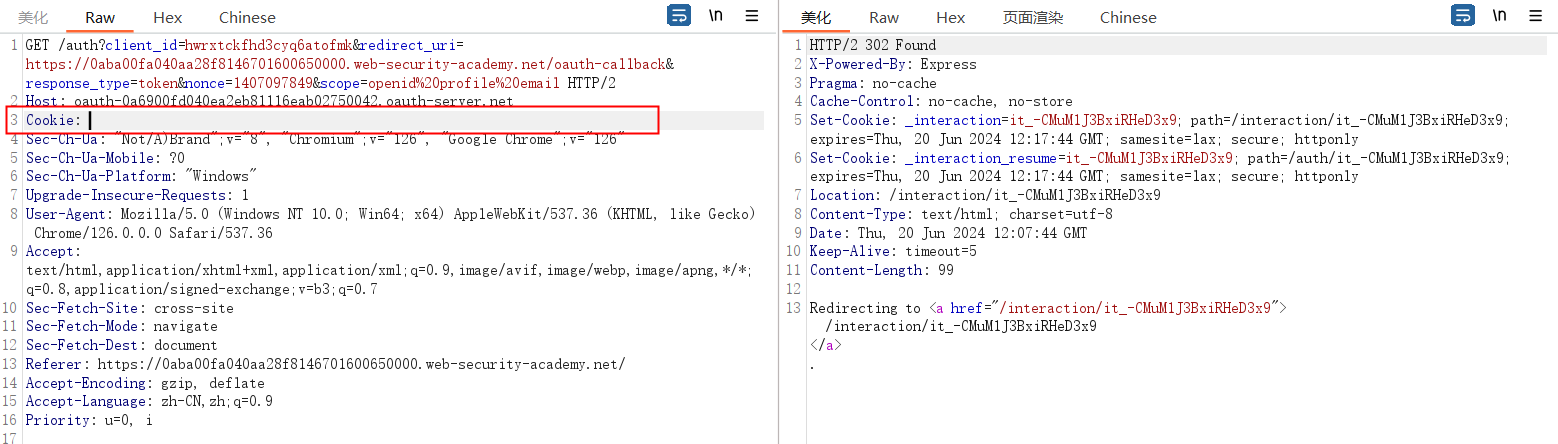 美化 Raw Hex Chinese \n
1 GET /auth?client_id=hwrxtckfhd3cyq6atofmk&redirect_uri=
https://0aba00fa040aa28f8146701600650000.web-security-academy.net/oauth-callback&
response_type=token&nonce=1407097849&scope=openid%20profile%20email HTTP/2
2 Host: oauth-0a6900fd040ea2eb81116eab02750042.oauth-server.net
3 Cookie:
4 Sec-Ch-Ua: "Not/A)Brand";v="8", "Chromium";v="126", "Google Chrome";v="126"
5 Sec-Ch-Ua-Mobile: ?0
6 Sec-Ch-Ua-Platform: "Windows"
7 Upgrade-Insecure-Requests: 1
8 User-Agent: Mozilla/5.0 (Windows NT 10.0; Win64; x64) AppleWebKit/537.36 (KHTML, like Gecko)
Chrome/126.0.0.0 Safari/537.36
9 Accept:
text/html,application/xhtml+xml,application/xml;q=0.9,image/avif,image/webp,image/apng,*/*;
q=0.8,application/signed-exchange;v=b3;q=0.7
10 Sec-Fetch-Site: cross-site
11 Sec-Fetch-Mode: navigate
12 Sec-Fetch-Dest: document
13 Referer: https://0aba00fa040aa28f8146701600650000.web-security-academy.net/
14 Accept-Encoding: gzip, deflate
15 Accept-Language: zh-CN,zh;q=0.9
16 Priority: u=0, i
17
美化 Raw Hex 页面渲染 Chinese \n
1 HTTP/2 302 Found
2 X-Powered-By: Express
3 Pragma: no-cache
4 Cache-Control: no-cache, no-store
5 Set-Cookie: _interaction=it_-CMuM1J3BxiRHeD3x9; path=/interaction/it_-CMuM1J3BxiRHeD3x9;
expires=Thu, 20 Jun 2024 12:17:44 GMT; samesite=lax; secure; httponly
6 Set-Cookie: _interaction_resume=it_-CMuM1J3BxiRHeD3x9; path=/auth/it_-CMuM1J3BxiRHeD3x9;
expires=Thu, 20 Jun 2024 12:17:44 GMT; samesite=lax; secure; httponly
7 Location: /interaction/it_-CMuM1J3BxiRHeD3x9
8 Content-Type: text/html; charset=utf-8
9 Date: Thu, 20 Jun 2024 12:07:44 GMT
10 Keep-Alive: timeout=5
11 Content-Length: 99
12
13 Redirecting to <a href="/interaction/it_-CMuM1J3BxiRHeD3x9">
/interaction/it_-CMuM1J3BxiRHeD3x9
</a>
.